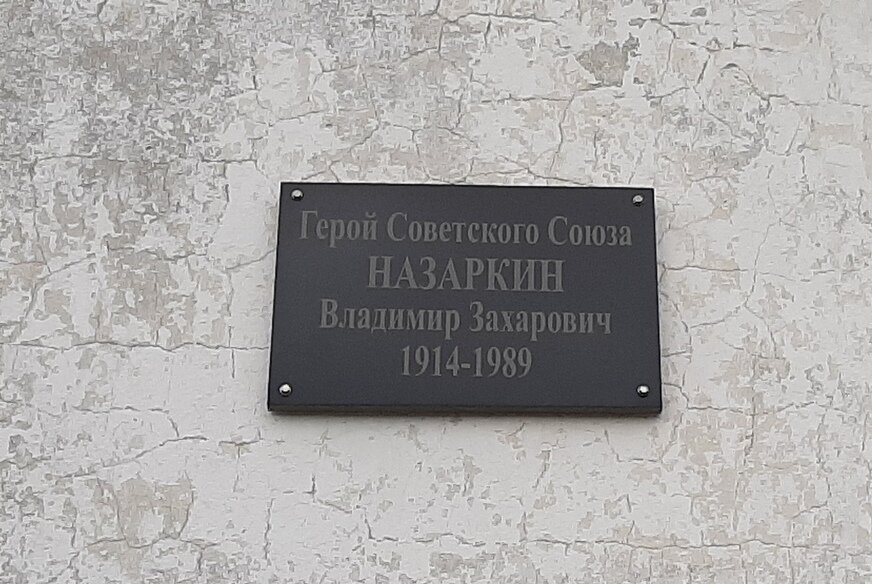 Герой Советского Союза
НАЗАРКИН
Владимир Захарович
1914-1989